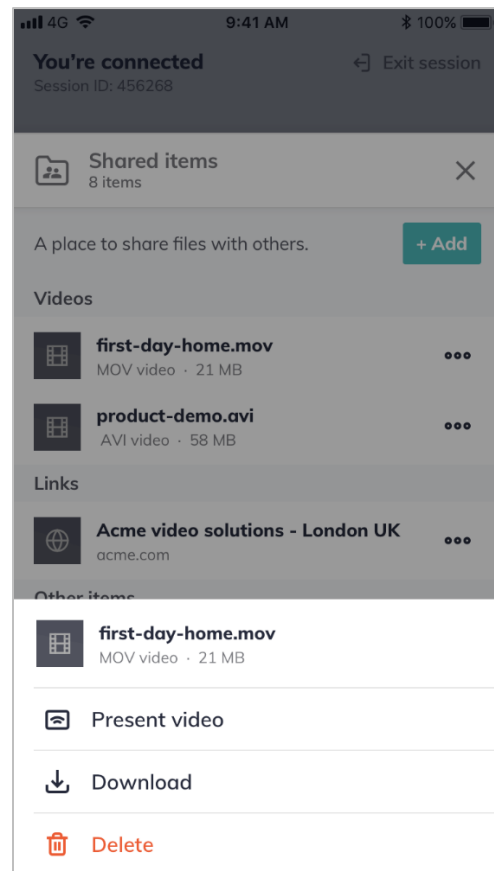 4G 9:41 AM 100%
You're connected
Exit session
Session ID: 456268
Shared items
8 items
A place to share files with others.
+ Add
Videos
first-day-home.mov
MOV video · 21 MB
product-demo.avi
AVI video · 58 MB
Links
Acme video solutions - London UK
acme.com
Other items
first-day-home.mov
MOV video · 21 MB
Present video
Download
Delete